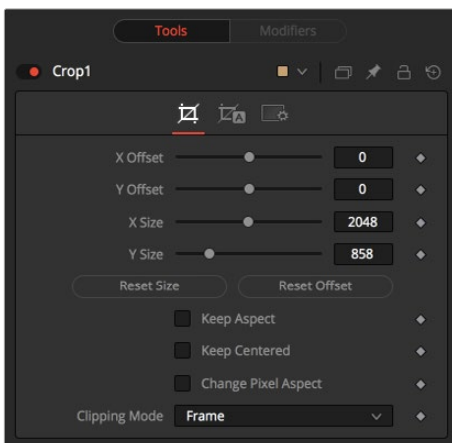 Tools Modifiers
Crop1
A
X Offset 0
Y Offset 0
X Size 2048
Y Size 858
Reset Size Reset Offset
Keep Aspect
Keep Centered
Change Pixel Aspect
Clipping Mode Frame